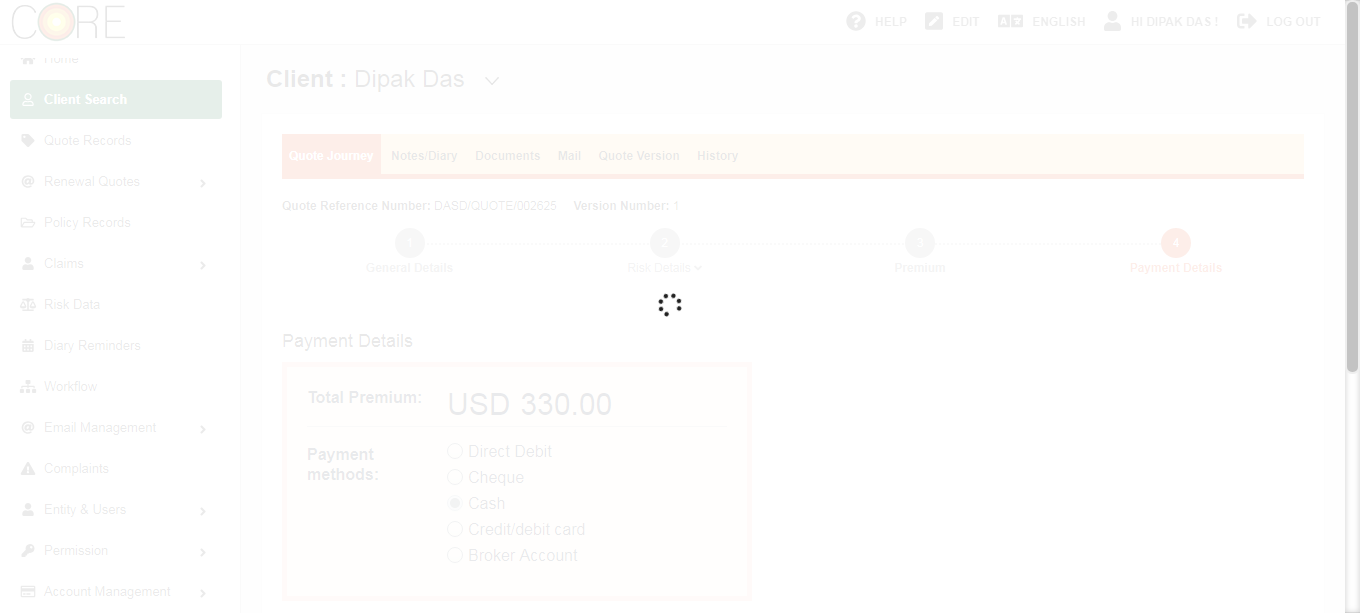 CORE
HELP EDIT ENGLISH HI DIPAK DAS ! LOG OUT
Home
Client Search
Quote Records
Renewal Quotes
Policy Records
Claims
Risk Data
Diary Reminders
Workflow
Email Management
Complaints
Entity & Users
Permission
Account Management
Client : Dipak Das
Quote Journey Notes/Diary Documents Mail Quote Version History
Quote Reference Number: DASD/QUOTE/002625 Version Number: 1
1 2 3 4
General Details Risk Details Premium Payment Details
Payment Details
Total Premium: USD 330.00
Payment methods:
Direct Debit
Cheque
Cash
Credit/debit card
Broker Account